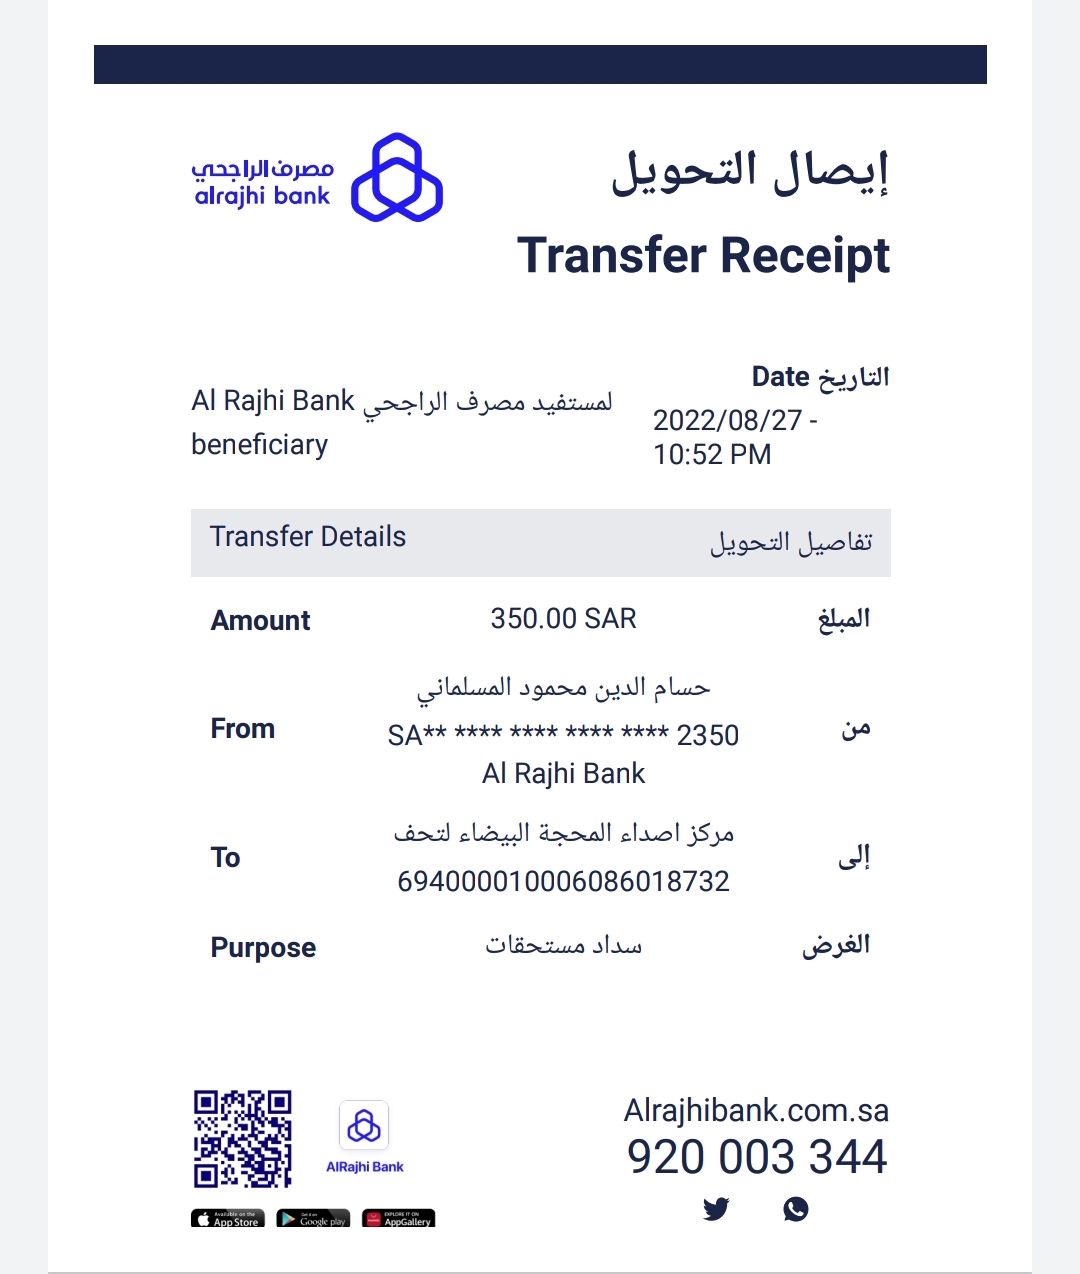 مصرف الراجحي
alrajhi bank
إيصال التحويل
Transfer Receipt
التاريخ Date
2022/08/27 -
10:52 PM
لمستفيد مصرف الراجحي Al Rajhi Bank
beneficiary
Transfer Details تفاصيل التحويل
Amount 350.00 SAR المبلغ
حسام الدين محمود المسلماني
From SA** **** **** **** **** 2350 من
Al Rajhi Bank
مركز اصداء المحجة البيضاء لتحف
To إلى
694000010006086018732
Purpose سداد مستحقات الغرض
Alrajhibank.com.sa
920 003 344
AlRajhi Bank
Available on the
App Store
Get it on
Google play
EXPLORE IT ON
AppGallery